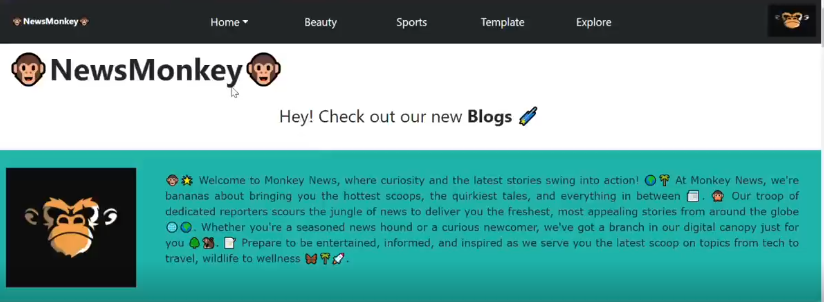 🐵NewsMonkey🐵
Home
Beauty
Sports
Template
Explore
🐵NewsMonkey🐵
Hey! Check out our new Blogs
Welcome to Monkey News, where curiosity and the latest stories swing into action! 🌍🌴 At Monkey News, we're
bananas about bringing you the hottest scoops, the quirkiest tales, and everything in between 📰. 🐵 Our troop of
dedicated reporters scours the jungle of news to deliver you the freshest, most appealing stories from around the globe
🌐🌍. Whether you're a seasoned news hound or a curious newcomer, we've got a branch in our digital canopy just for
you 🌳. Prepare to be entertained, informed, and inspired as we serve you the latest scoop on topics from tech to
travel, wildlife to wellness 🦋🌴🚀.